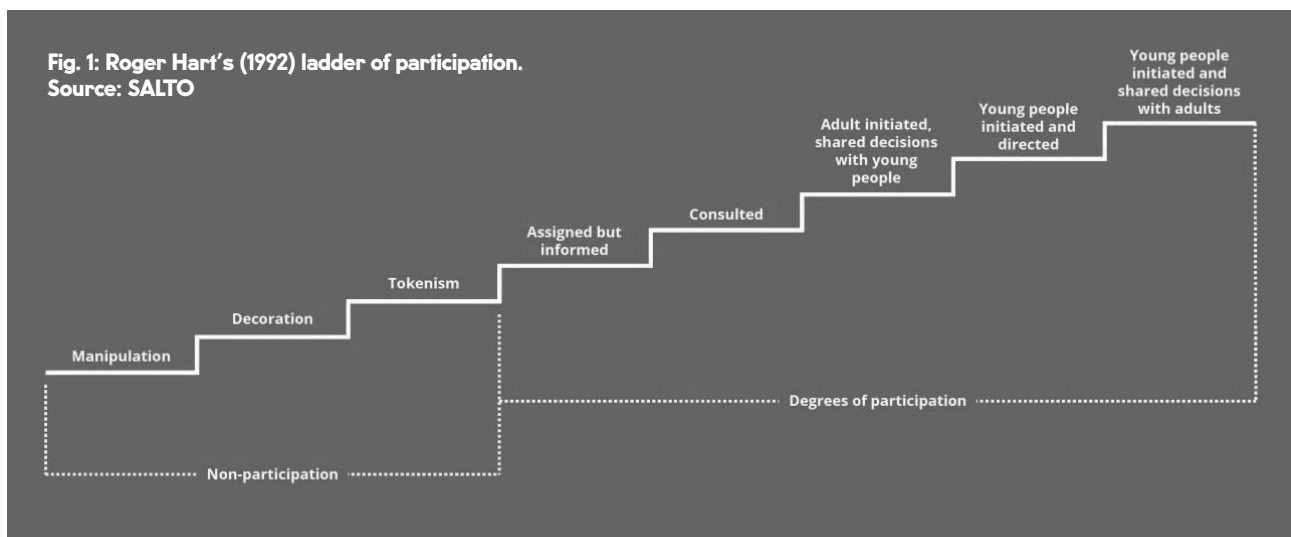 Fig. 1: Roger Hart's (1992) ladder of participation.
Source: SALTO
Manipulation
Decoration
Tokenism
Assigned but
informed
Consulted
Adult initiated,
shared decisions
with young
people
Young people
initiated and
directed
Young people
initiated and
shared decisions
with adults
Non-participation
Degrees of participation